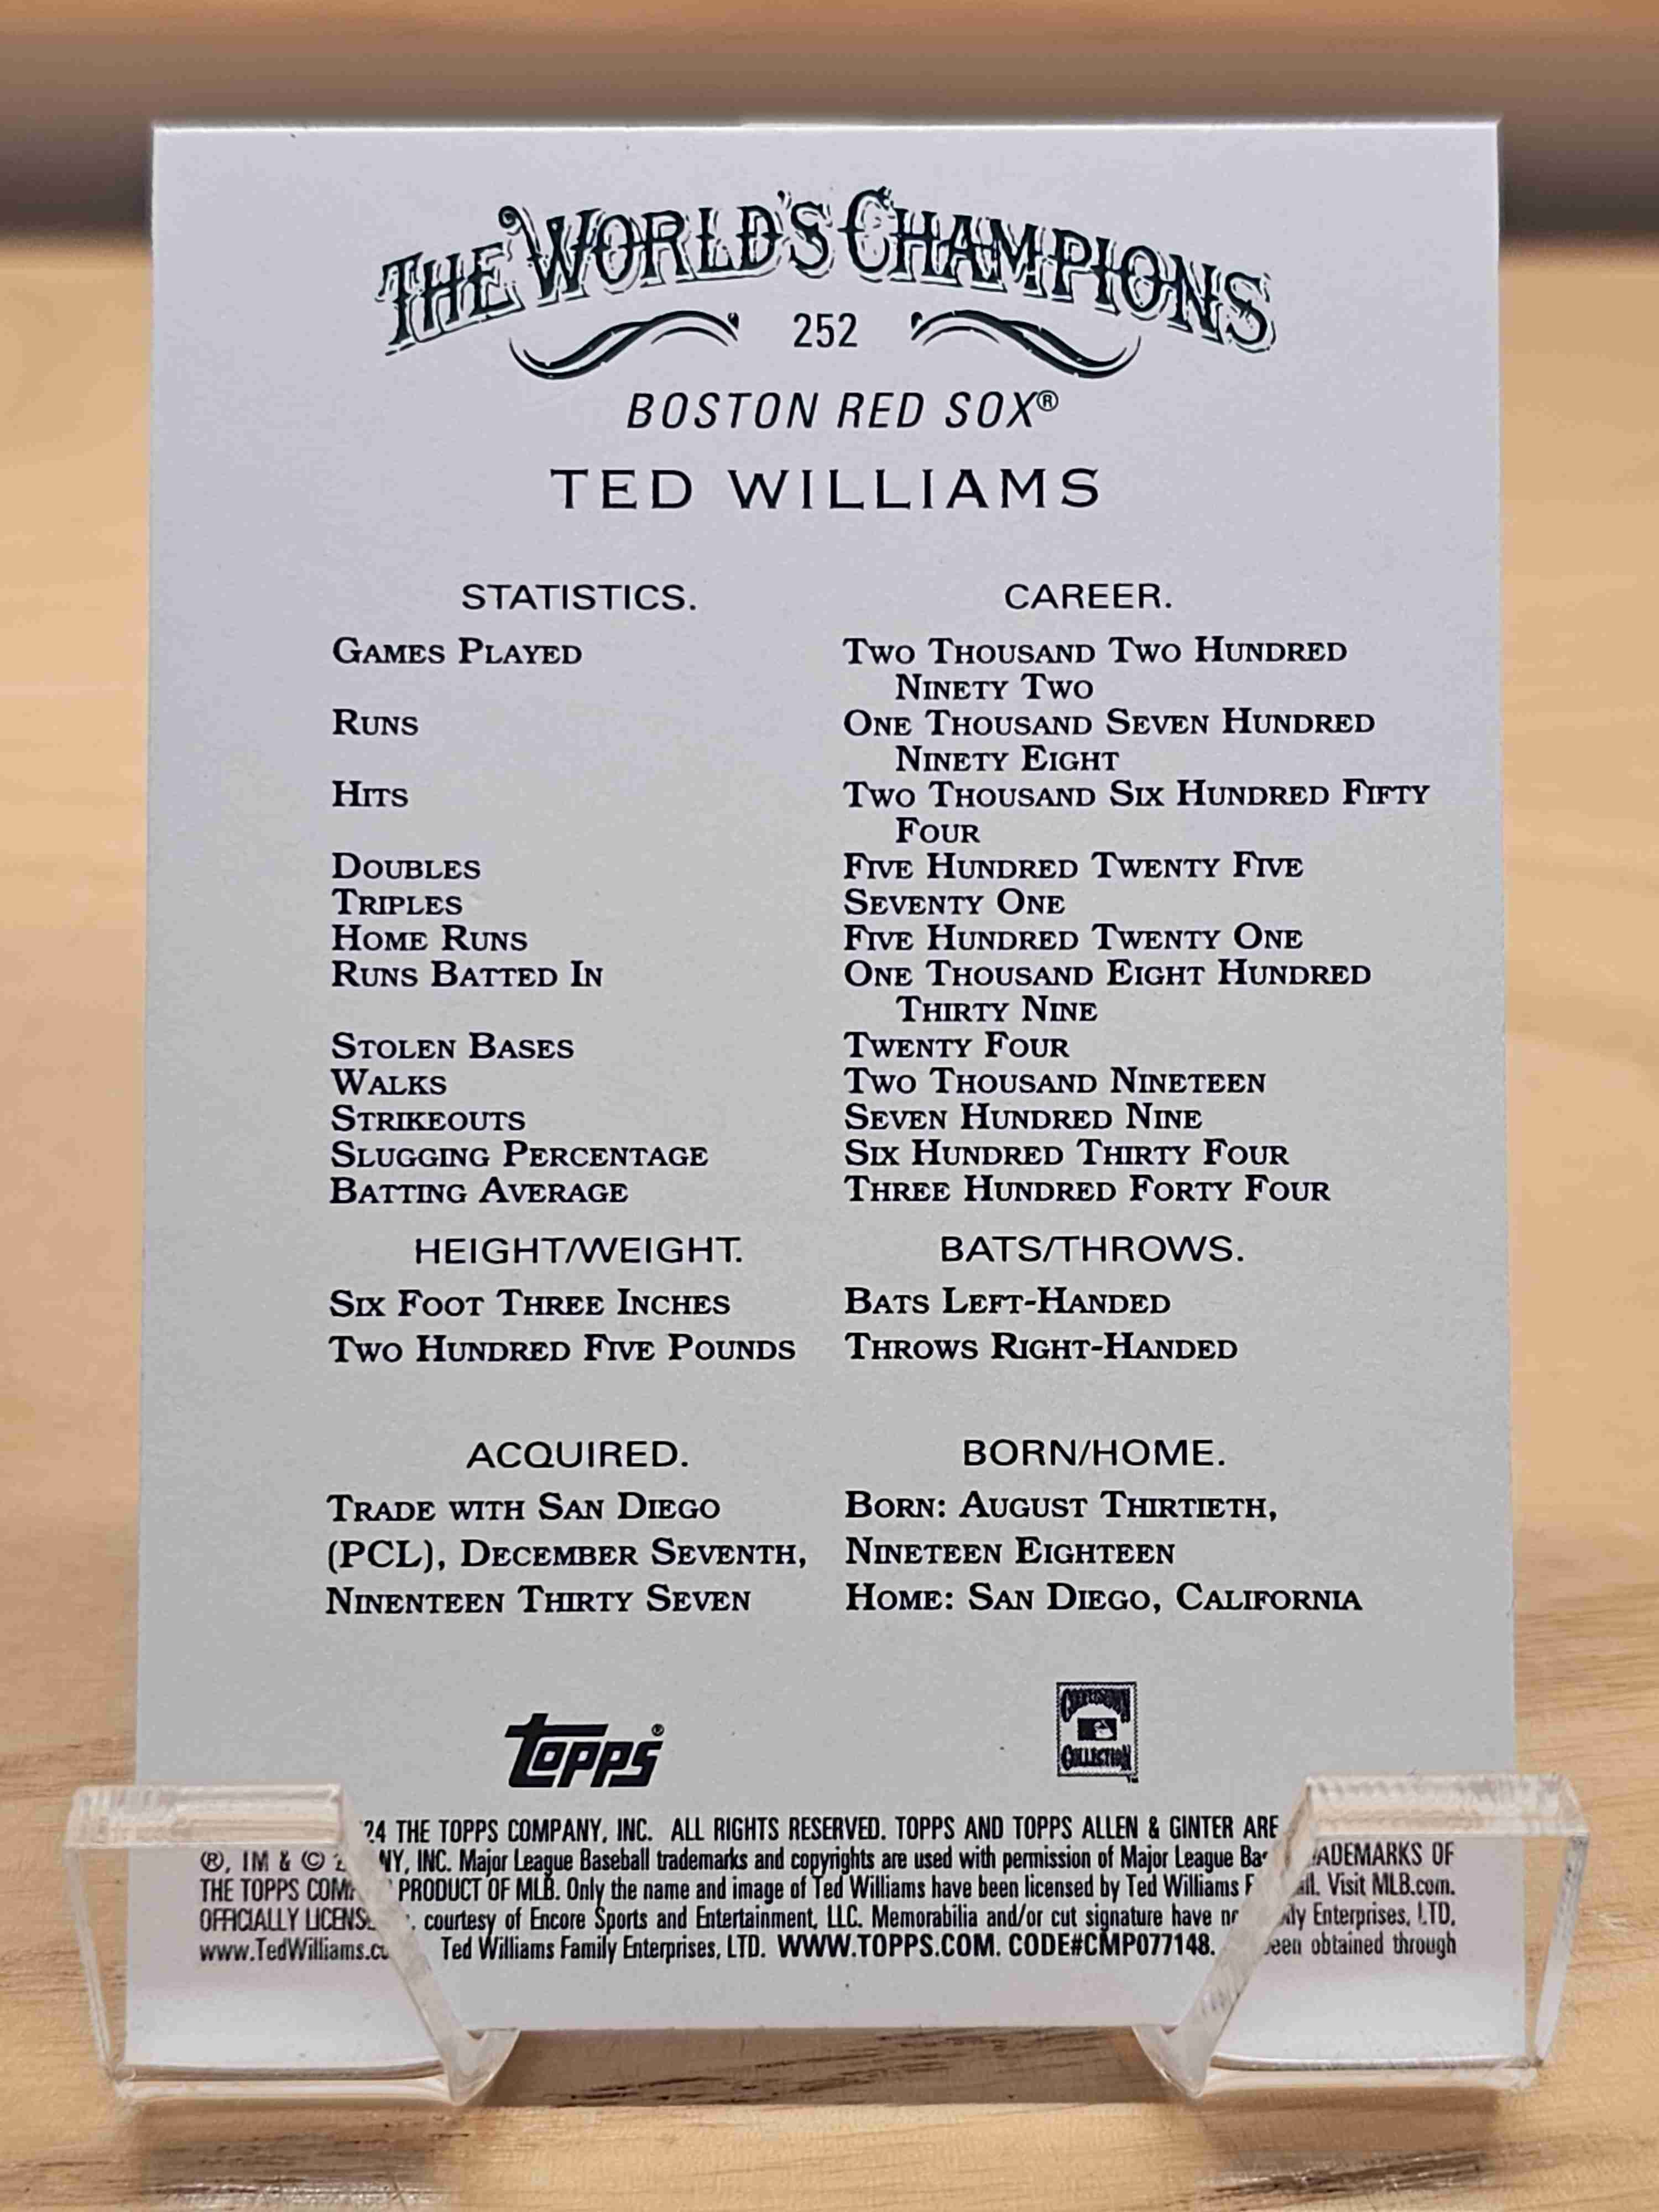 THE WORLD'S CHAMPIONS
252
BOSTON RED SOX®
TED WILLIAMS
STATISTICS. CAREER.
GAMES PLAYED TWO THOUSAND TWO HUNDRED
NINETY TWO
RUNS ONE THOUSAND SEVEN HUNDRED
NINETY EIGHT
HITS TWO THOUSAND SIX HUNDRED FIFTY
FOUR
DOUBLES FIVE HUNDRED TWENTY FIVE
TRIPLES SEVENTY ONE
HOME RUNS FIVE HUNDRED TWENTY ONE
RUNS BATTED IN ONE THOUSAND EIGHT HUNDRED
THIRTY NINE
STOLEN BASES TWENTY FOUR
WALKS TWO THOUSAND NINETEEN
STRIKEOUTS SEVEN HUNDRED NINE
SLUGGING PERCENTAGE SIX HUNDRED THIRTY FOUR
BATTING AVERAGE THREE HUNDRED FORTY FOUR
HEIGHT/WEIGHT. BATS/THROWS.
SIX FOOT THREE INCHES BATS LEFT-HANDED
TWO HUNDRED FIVE POUNDS THROWS RIGHT-HANDED
ACQUIRED. BORN/HOME.
TRADE WITH SAN DIEGO BORN: AUGUST THIRTIETH,
(PCL), DECEMBER SEVENTH, NINETEEN EIGHTEEN
NINENTEEN THIRTY SEVEN HOME: SAN DIEGO, CALIFORNIA
TOPPS® COOPERSTOWN COLLECTION™
®, TM & © 24 THE TOPPS COMPANY, INC. ALL RIGHTS RESERVED. TOPPS AND TOPPS ALLEN & GINTER ARE TRADEMARKS OF
THE TOPPS COMPANY, INC. Major League Baseball trademarks and copyrights are used with permission of Major League Visit MLB.com.
OFFICIALLY PRODUCT OF MLB. Only the name and image of Ted Williams have been licensed by Ted Williams Enterprises, LTD,
courtesy of Encore Sports and Entertainment, LLC. Memorabilia and/or cut signature have been obtained through
Ted Williams Family Enterprises, LTD. WWW.TOPPS.COM. CODE#CMP077148.